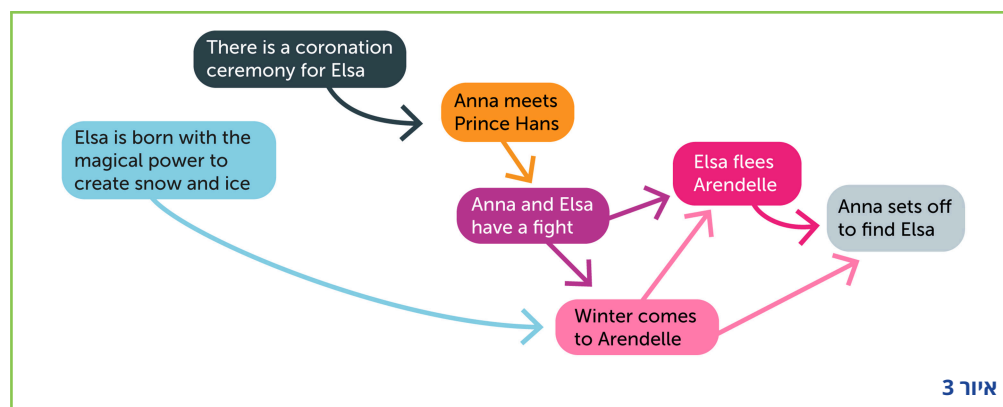 There is a coronation
ceremony for Elsa
Anna meets
Prince Hans
Elsa is born with the
magical power to
create snow and ice
Elsa flees
Arendelle
Anna and Elsa
have a fight
Anna sets off
to find Elsa
Winter comes
to Arendelle
איור 3